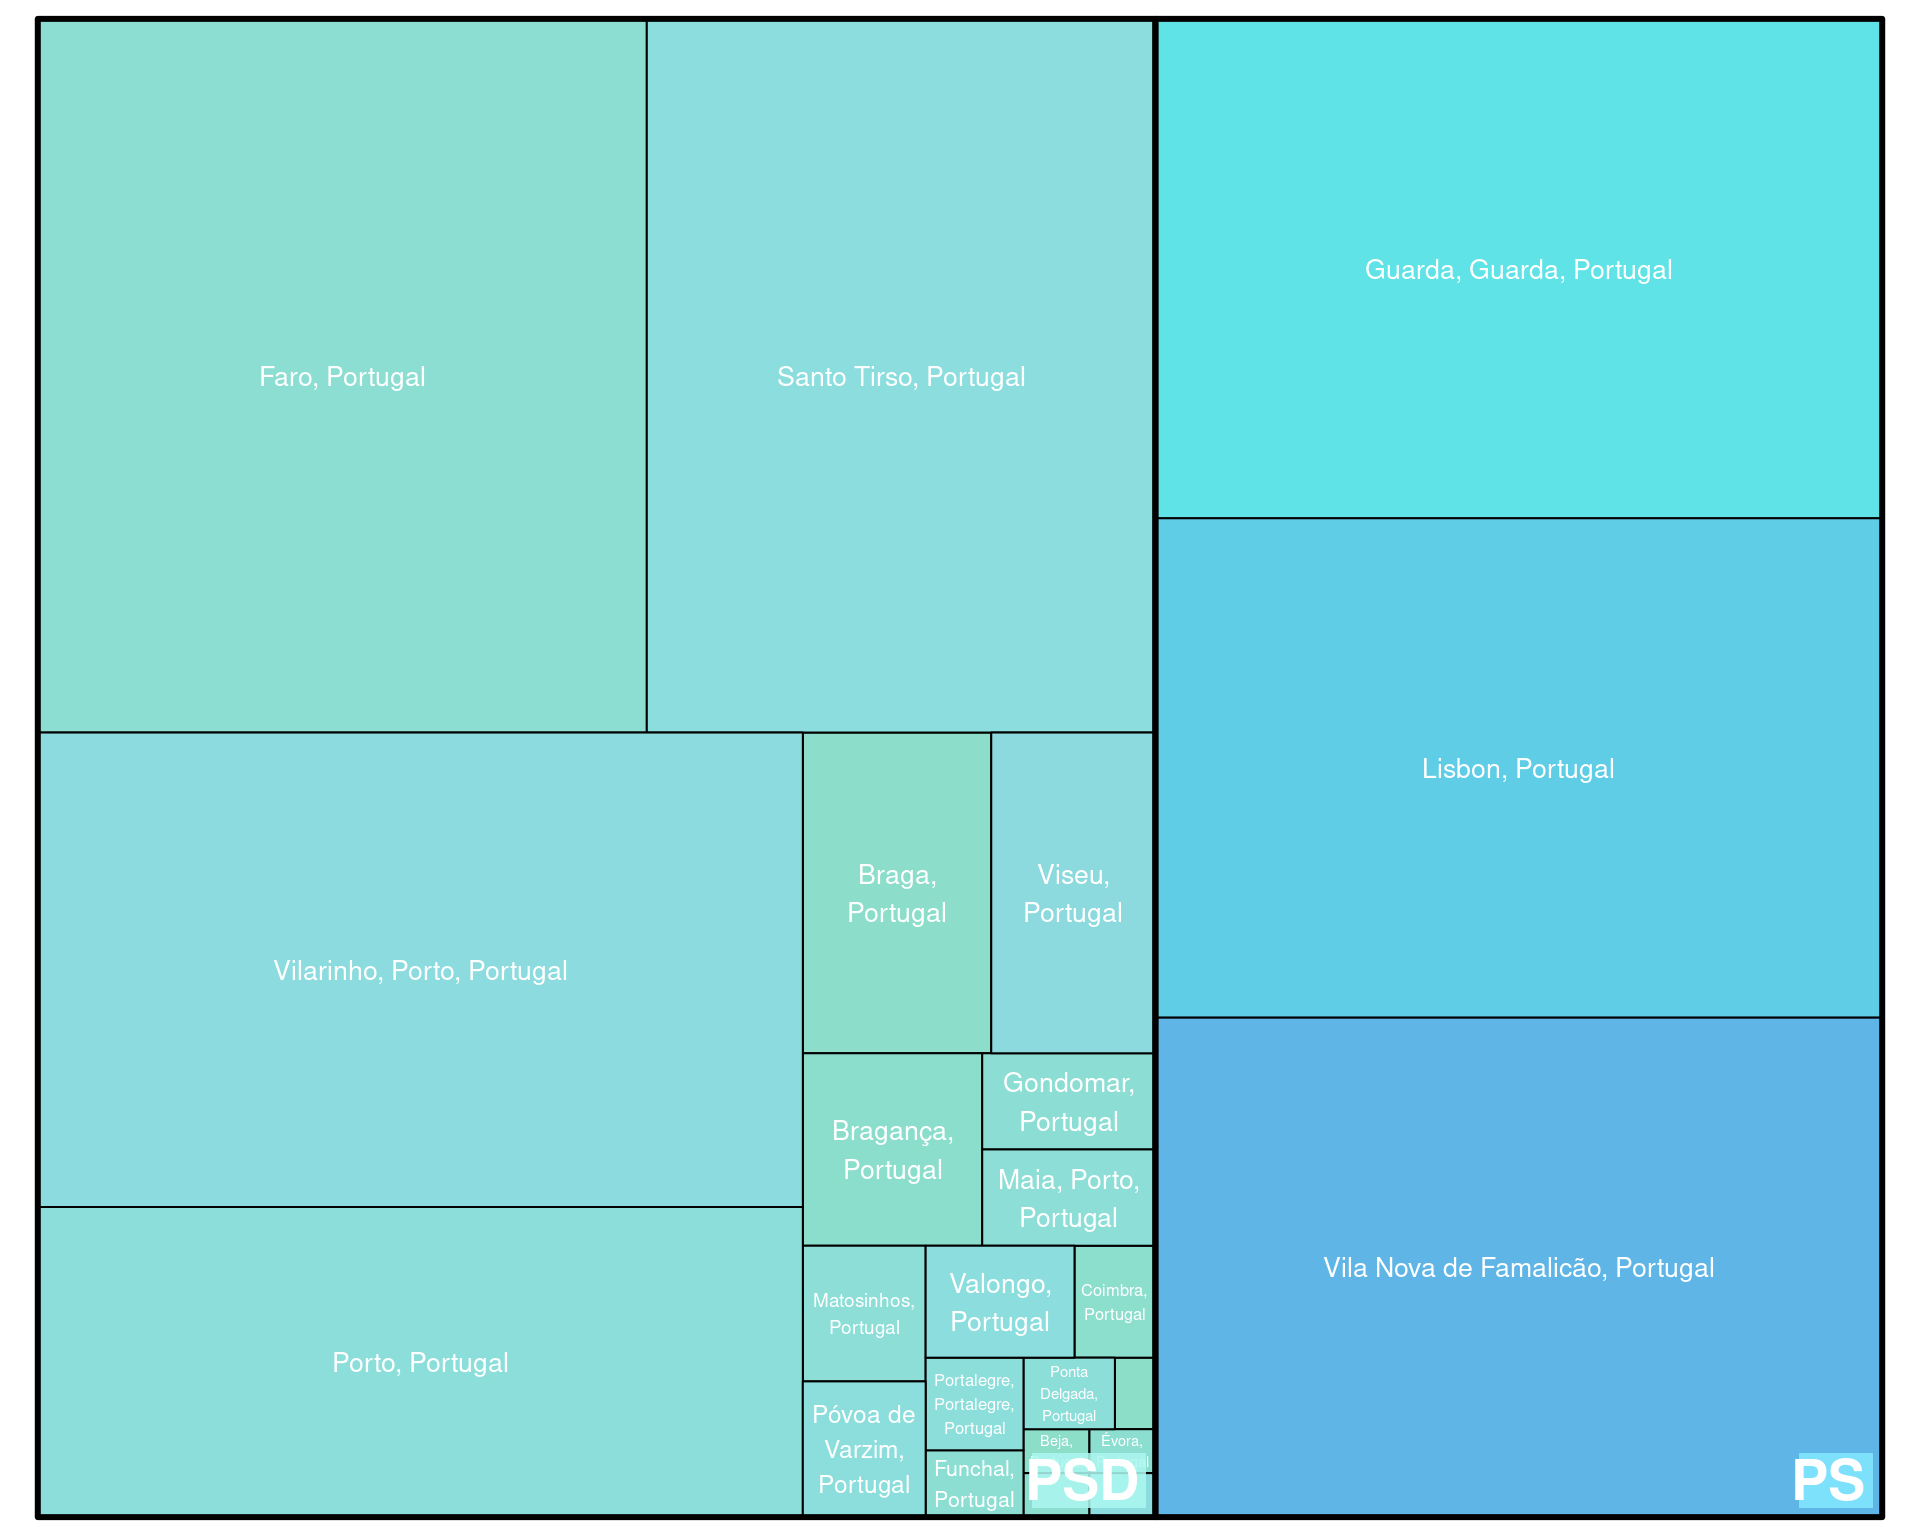 Faro, Portugal
Santo Tirso, Portugal
Guarda, Guarda, Portugal
Lisbon, Portugal
Vilarinho, Porto, Portugal
Braga,
Portugal
Viseu,
Portugal
Bragança,
Portugal
Gondomar,
Portugal
Maia, Porto,
Portugal
Vila Nova de Famalicão, Portugal
Porto, Portugal
Matosinhos,
Portugal
Valongo,
Portugal
Coimbra,
Portugal
Póvoa de
Varzim,
Portugal
Portalegre,
Portalegre,
Portugal
Ponta
Delgada,
Portugal
Funchal,
Portugal
Beja,
Évora,
PSD
PS